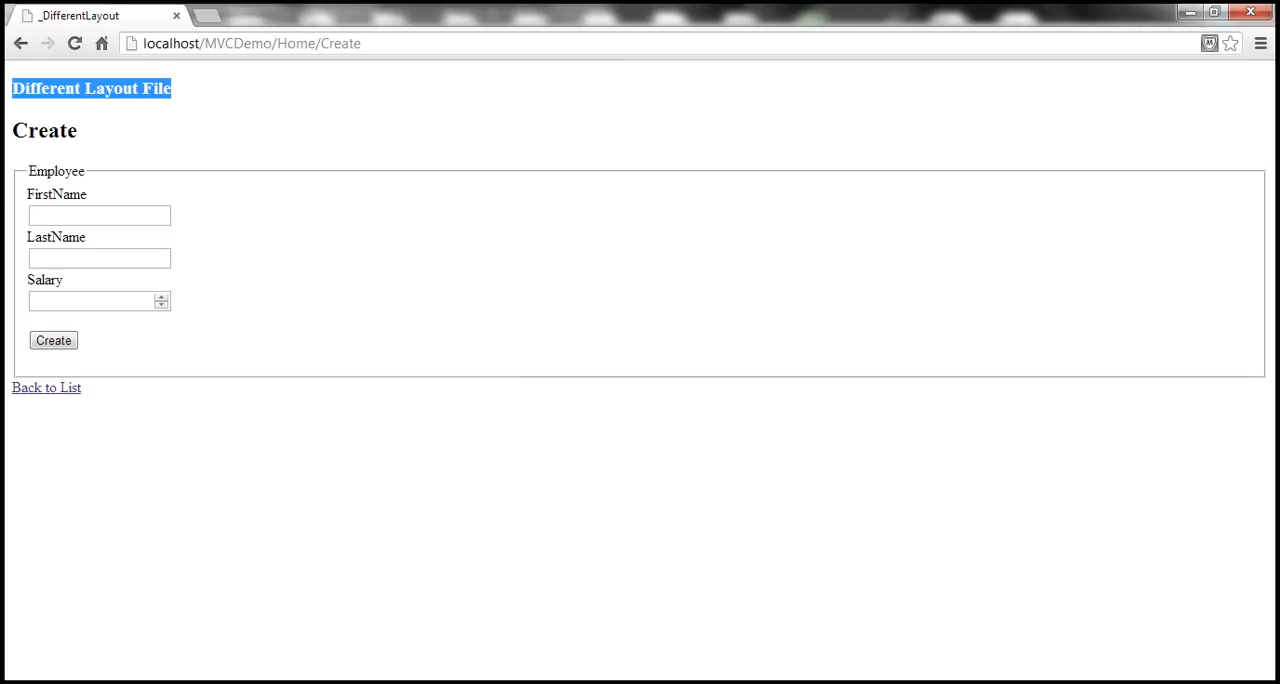 _DifferentLayout
localhost/MVCDemo/Home/Create
Different Layout File
Create
Employee
FirstName
LastName
Salary
Create
Back to List